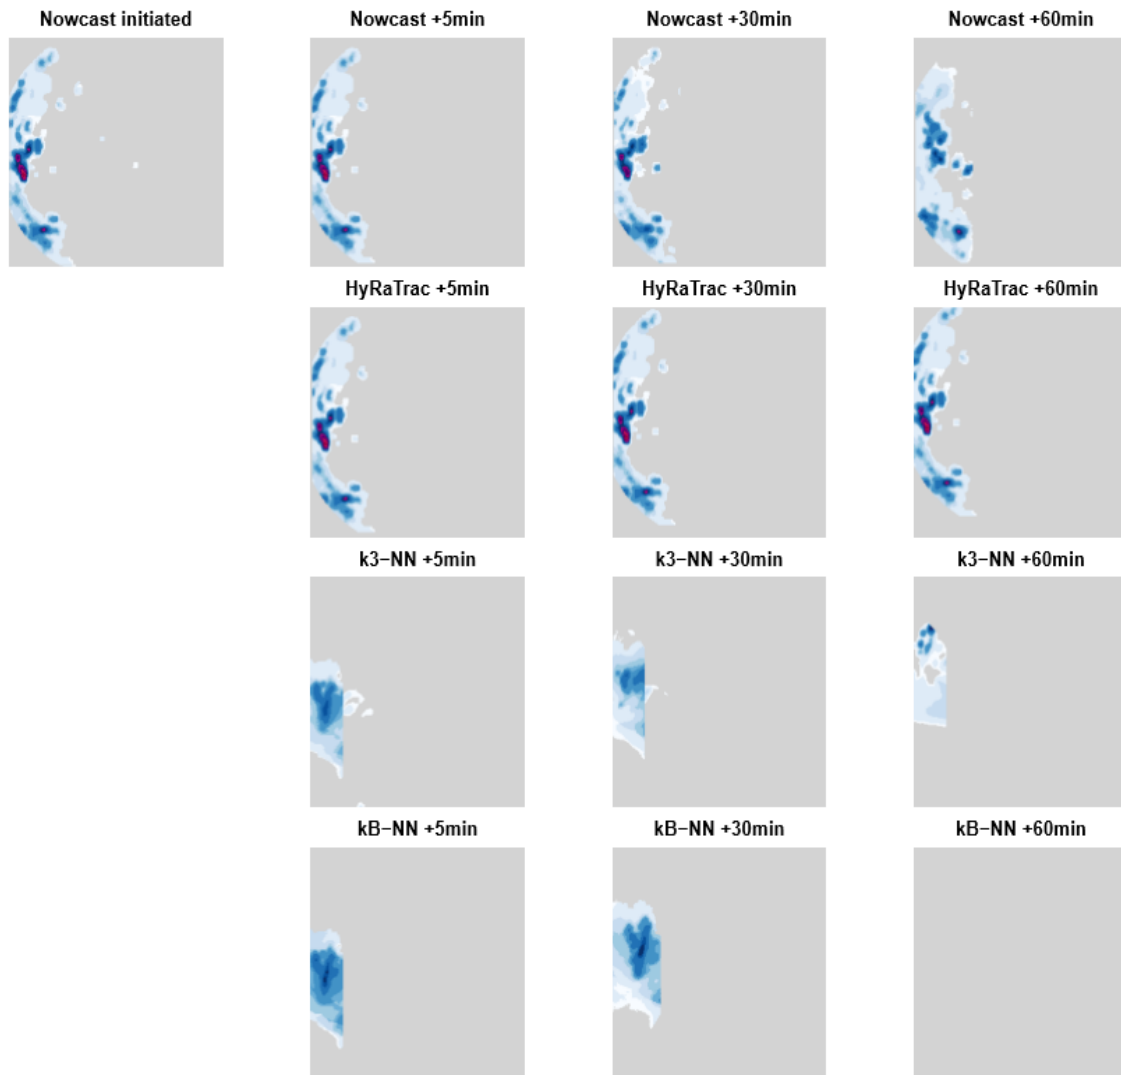 Nowcast initiated
Nowcast +5min
Nowcast +30min
Nowcast +60min
HyRaTrac +5min
HyRaTrac +30min
HyRaTrac +60min
k3−NN +5min
k3−NN +30min
k3−NN +60min
kB−NN +5min
kB−NN +30min
kB−NN +60min